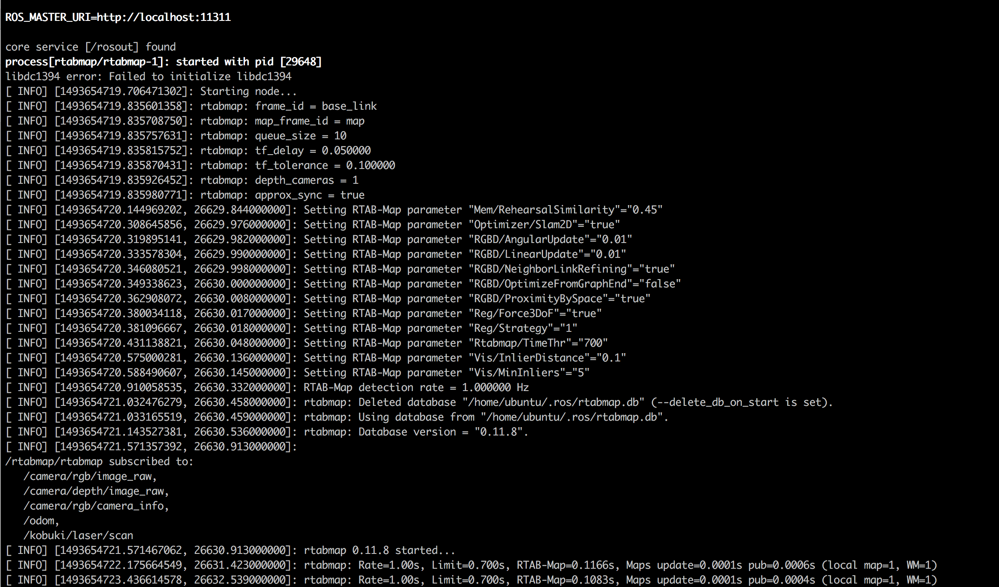 ROS_MASTER_URI=http://localhost:11311
core service [/rosout] found
process[rtabmap/rtabmap-1]: started with pid [29648]
libdc1394 error: Failed to initialize libdc1394
[ INFO] [1493654719.706471302]: Starting node...
[ INFO] [1493654719.835601358]: rtabmap: frame_id = base_link
[ INFO] [1493654719.835708750]: rtabmap: map_frame_id = map
[ INFO] [1493654719.835757631]: rtabmap: queue_size = 10
[ INFO] [1493654719.835815752]: rtabmap: tf_delay = 0.050000
[ INFO] [1493654719.835870431]: rtabmap: tf_tolerance = 0.100000
[ INFO] [1493654719.835926452]: rtabmap: depth_cameras = 1
[ INFO] [1493654719.835980771]: rtabmap: approx_sync = true
[ INFO] [1493654720.144969202, 26629.844000000]: Setting RTAB-Map parameter "Mem/RehearsalSimilarity"="0.45"
[ INFO] [1493654720.308645856, 26629.976000000]: Setting RTAB-Map parameter "Optimizer/Slam2D"="true"
[ INFO] [1493654720.319895141, 26629.982000000]: Setting RTAB-Map parameter "RGBD/AngularUpdate"="0.01"
[ INFO] [1493654720.333578304, 26629.990000000]: Setting RTAB-Map parameter "RGBD/LinearUpdate"="0.01"
[ INFO] [1493654720.346080521, 26629.998000000]: Setting RTAB-Map parameter "RGBD/NeighborLinkRefining"="true"
[ INFO] [1493654720.349338623, 26630.000000000]: Setting RTAB-Map parameter "RGBD/OptimizeFromGraphEnd"="false"
[ INFO] [1493654720.362908072, 26630.008000000]: Setting RTAB-Map parameter "RGBD/ProximityBySpace"="true"
[ INFO] [1493654720.380034118, 26630.017000000]: Setting RTAB-Map parameter "Reg/Force3DoF"="true"
[ INFO] [1493654720.381096667, 26630.018000000]: Setting RTAB-Map parameter "Reg/Strategy"="1"
[ INFO] [1493654720.431138821, 26630.048000000]: Setting RTAB-Map parameter "Rtabmap/TimeThr"="700"
[ INFO] [1493654720.575000281, 26630.136000000]: Setting RTAB-Map parameter "Vis/InlierDistance"="0.1"
[ INFO] [1493654720.588490607, 26630.145000000]: Setting RTAB-Map parameter "Vis/MinInliers"="5"
[ INFO] [1493654720.910058535, 26630.332000000]: RTAB-Map detection rate = 1.000000 Hz
[ INFO] [1493654721.032476279, 26630.458000000]: rtabmap: Deleted database "/home/ubuntu/.ros/rtabmap.db" (--delete_db_on_start is set).
[ INFO] [1493654721.033165519, 26630.459000000]: rtabmap: Using database from "/home/ubuntu/.ros/rtabmap.db".
[ INFO] [1493654721.143527381, 26630.536000000]: rtabmap: Database version = "0.11.8".
[ INFO] [1493654721.571357392, 26630.913000000]:
/rtabmap/rtabmap subscribed to:
/camera/rgb/image_raw,
/camera/depth/image_raw,
/camera/rgb/camera_info,
/odom,
/kobuki/laser/scan
[ INFO] [1493654721.571467062, 26630.913000000]: rtabmap 0.11.8 started...
[ INFO] [1493654722.175664549, 26631.423000000]: rtabmap: Rate=1.00s, Limit=0.700s, RTAB-Map=0.1166s, Maps update=0.0001s pub=0.0006s (local map=1, WM=1)
[ INFO] [1493654723.436614578, 26632.539000000]: rtabmap: Rate=1.00s, Limit=0.700s, RTAB-Map=0.1083s, Maps update=0.0001s pub=0.0004s (local map=1, WM=1)